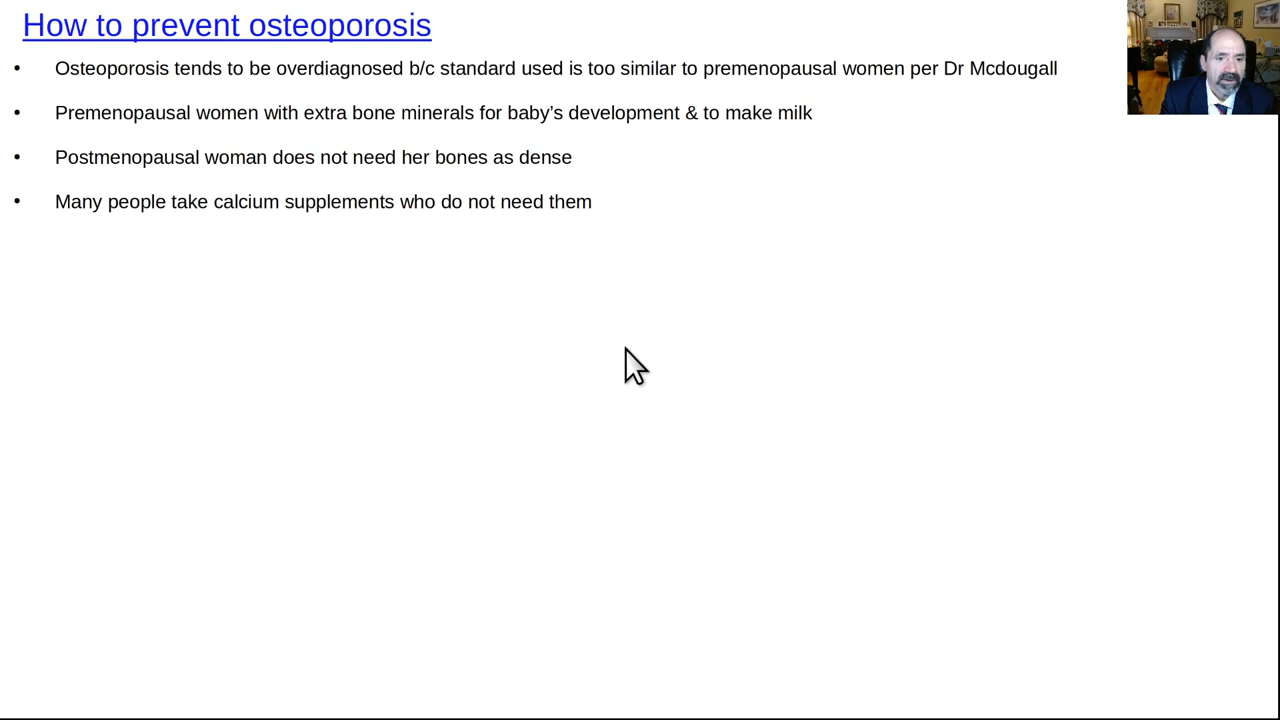 How to prevent osteoporosis
• Osteoporosis tends to be overdiagnosed b/c standard used is too similar to premenopausal women per Dr Mcdougall
• Premenopausal women with extra bone minerals for baby’s development & to make milk
• Postmenopausal woman does not need her bones as dense
• Many people take calcium supplements who do not need them